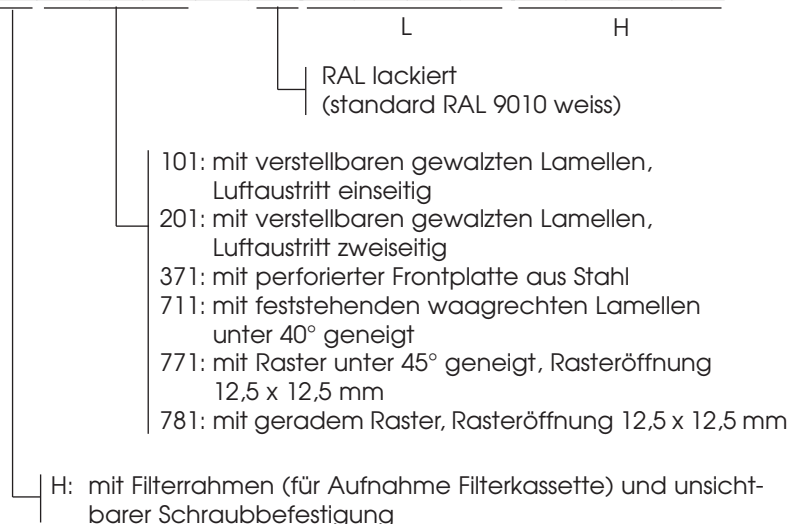 L H
RAL lackiert
(standard RAL 9010 weiss)
101: mit verstellbaren gewalzten Lamellen,
Luftaustritt einseitig
201: mit verstellbaren gewalzten Lamellen,
Luftaustritt zweiseitig
371: mit perforierter Frontplatte aus Stahl
711: mit feststehenden waagrechten Lamellen
unter 40° geneigt
771: mit Raster unter 45° geneigt, Rasteröffnung
12,5 x 12,5 mm
781: mit geradem Raster, Rasteröffnung 12,5 x 12,5 mm
H: mit Filterrahmen (für Aufnahme Filterkassette) und unsicht-
barer Schraubbefestigung